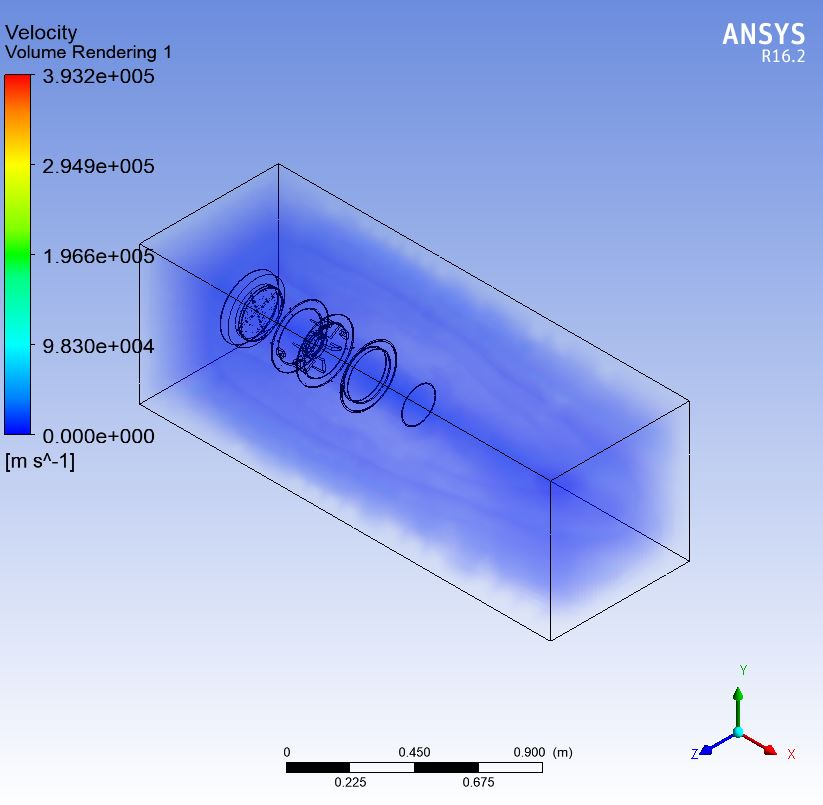 Velocity
Volume Rendering 1
3.932e+005
2.949e+005
1.966e+005
9.830e+004
0.000e+000
[m s^-1]
ANSYS
R16.2
Y
Z
X
0 0.450 0.900 (m)
0.225 0.675